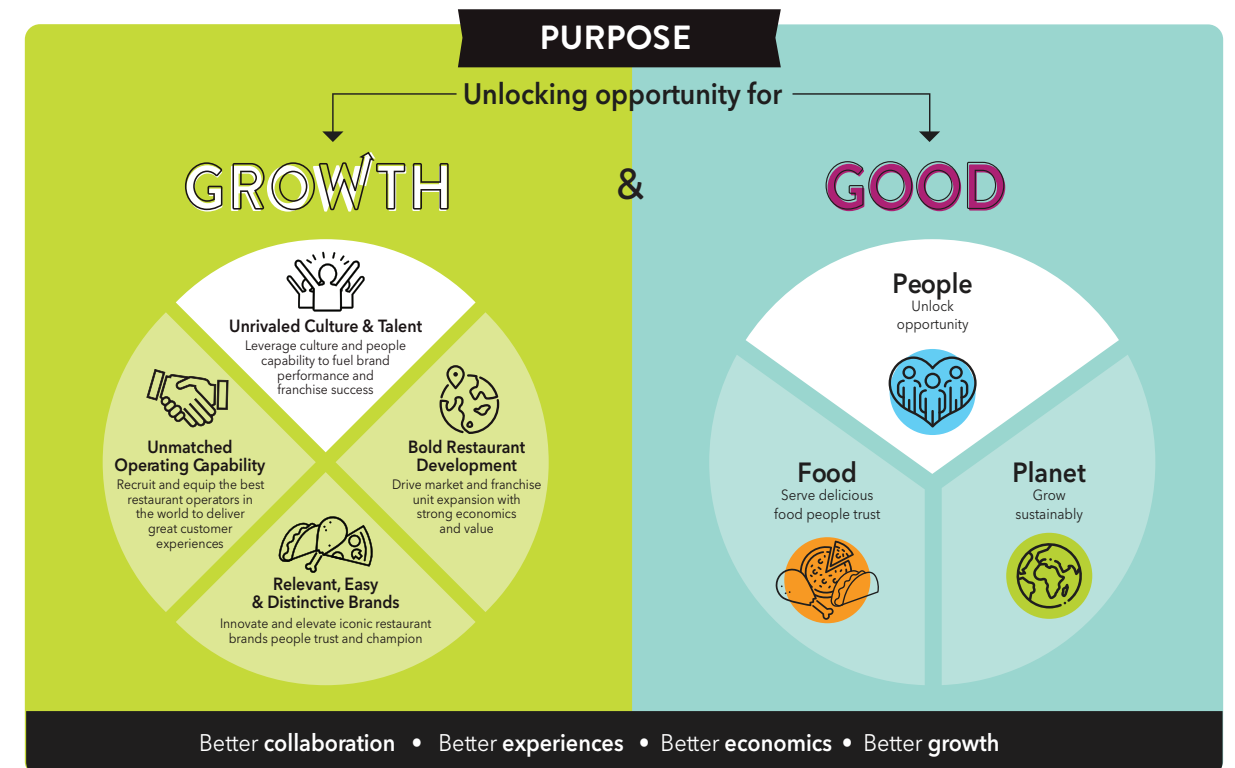 PURPOSE
Unlocking opportunity for
GROWTH
&
GOOD
Unrivaled Culture & Talent
Leverage culture and people
capability to fuel brand
performance and
franchise success
Unmatched
Operating Capability
Recruit and equip the best
restaurant operators in
the world to deliver
great customer
experiences
Bold Restaurant
Development
Drive market and franchise
unit expansion with
strong economics
and value
Relevant, Easy
& Distinctive Brands
Innovate and elevate iconic restaurant
brands people trust and champion
People
Unlock
opportunity
Food
Serve delicious
food people trust
Planet
Grow
sustainably
Better collaboration • Better experiences • Better economics • Better growth